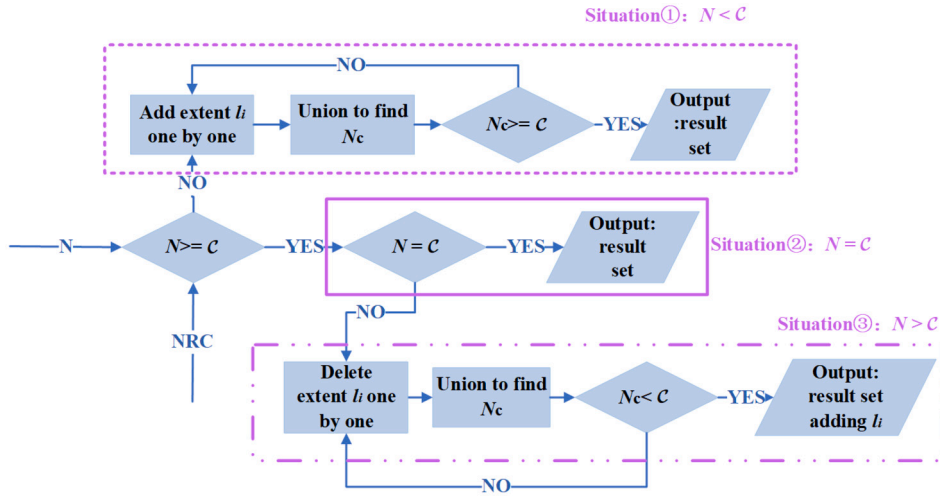 Situation①: N < C
NO
Add extent li
one by one
Union to find
Nc
Nc>= C
YES
Output
:result
set
NO
N
N>= C
YES
N = C
YES
Output:
result
set
Situation②: N = C
NO
NRC
Situation③: N > C
Delete
extent li one
by one
Union to find
Nc
Nc< C
YES
Output:
result set
adding li
NO